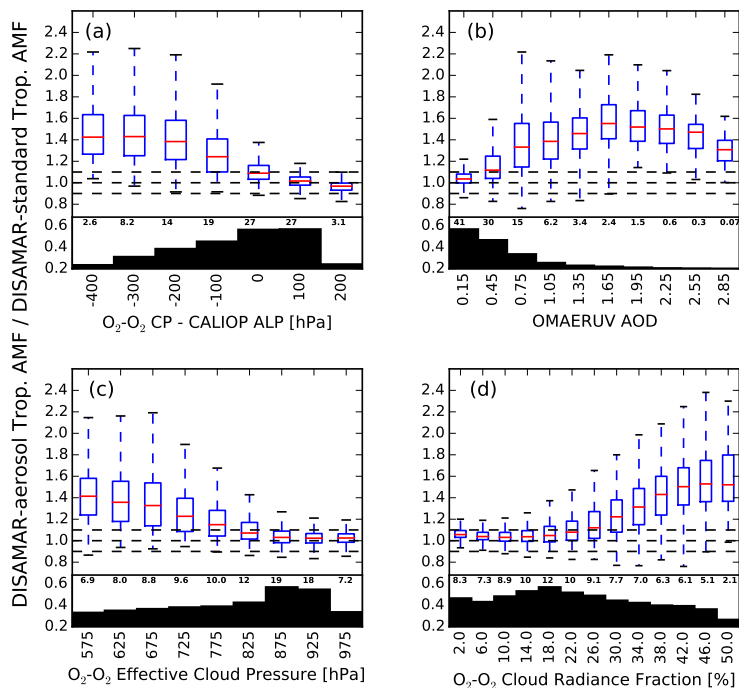 DISAMAR-aerosol Trop. AMF / DISAMAR-standard Trop. AMF
(a)
2.4
2.2
2.0
1.8
1.6
1.4
1.2
1.0
0.8
0.6
0.4
0.2
2.6 8.2 14 19 27 27 3.1
-400 -300 -200 -100 0 100 200
O₂-O₂ CP - CALIOP ALP [hPa]
(b)
2.4
2.2
2.0
1.8
1.6
1.4
1.2
1.0
0.8
0.6
0.4
0.2
41 30 15 6.2 3.4 2.4 1.5 0.6 0.3 0.07
0.15 0.45 0.75 1.05 1.35 1.65 1.95 2.25 2.55 2.85
OMAERUV AOD
(c)
2.4
2.2
2.0
1.8
1.6
1.4
1.2
1.0
0.8
0.6
0.4
0.2
6.9 8.0 8.8 9.6 10.0 12 19 18 7.2
575 625 675 725 775 825 875 925 975
O₂-O₂ Effective Cloud Pressure [hPa]
(d)
2.4
2.2
2.0
1.8
1.6
1.4
1.2
1.0
0.8
0.6
0.4
0.2
8.3 7.3 8.9 10 12 10 9.1 7.7 7.0 6.3 6.1 5.1 2.1
2.0 6.0 10.0 14.0 18.0 22.0 26.0 30.0 34.0 38.0 42.0 46.0 50.0
O₂-O₂ Cloud Radiance Fraction [%]